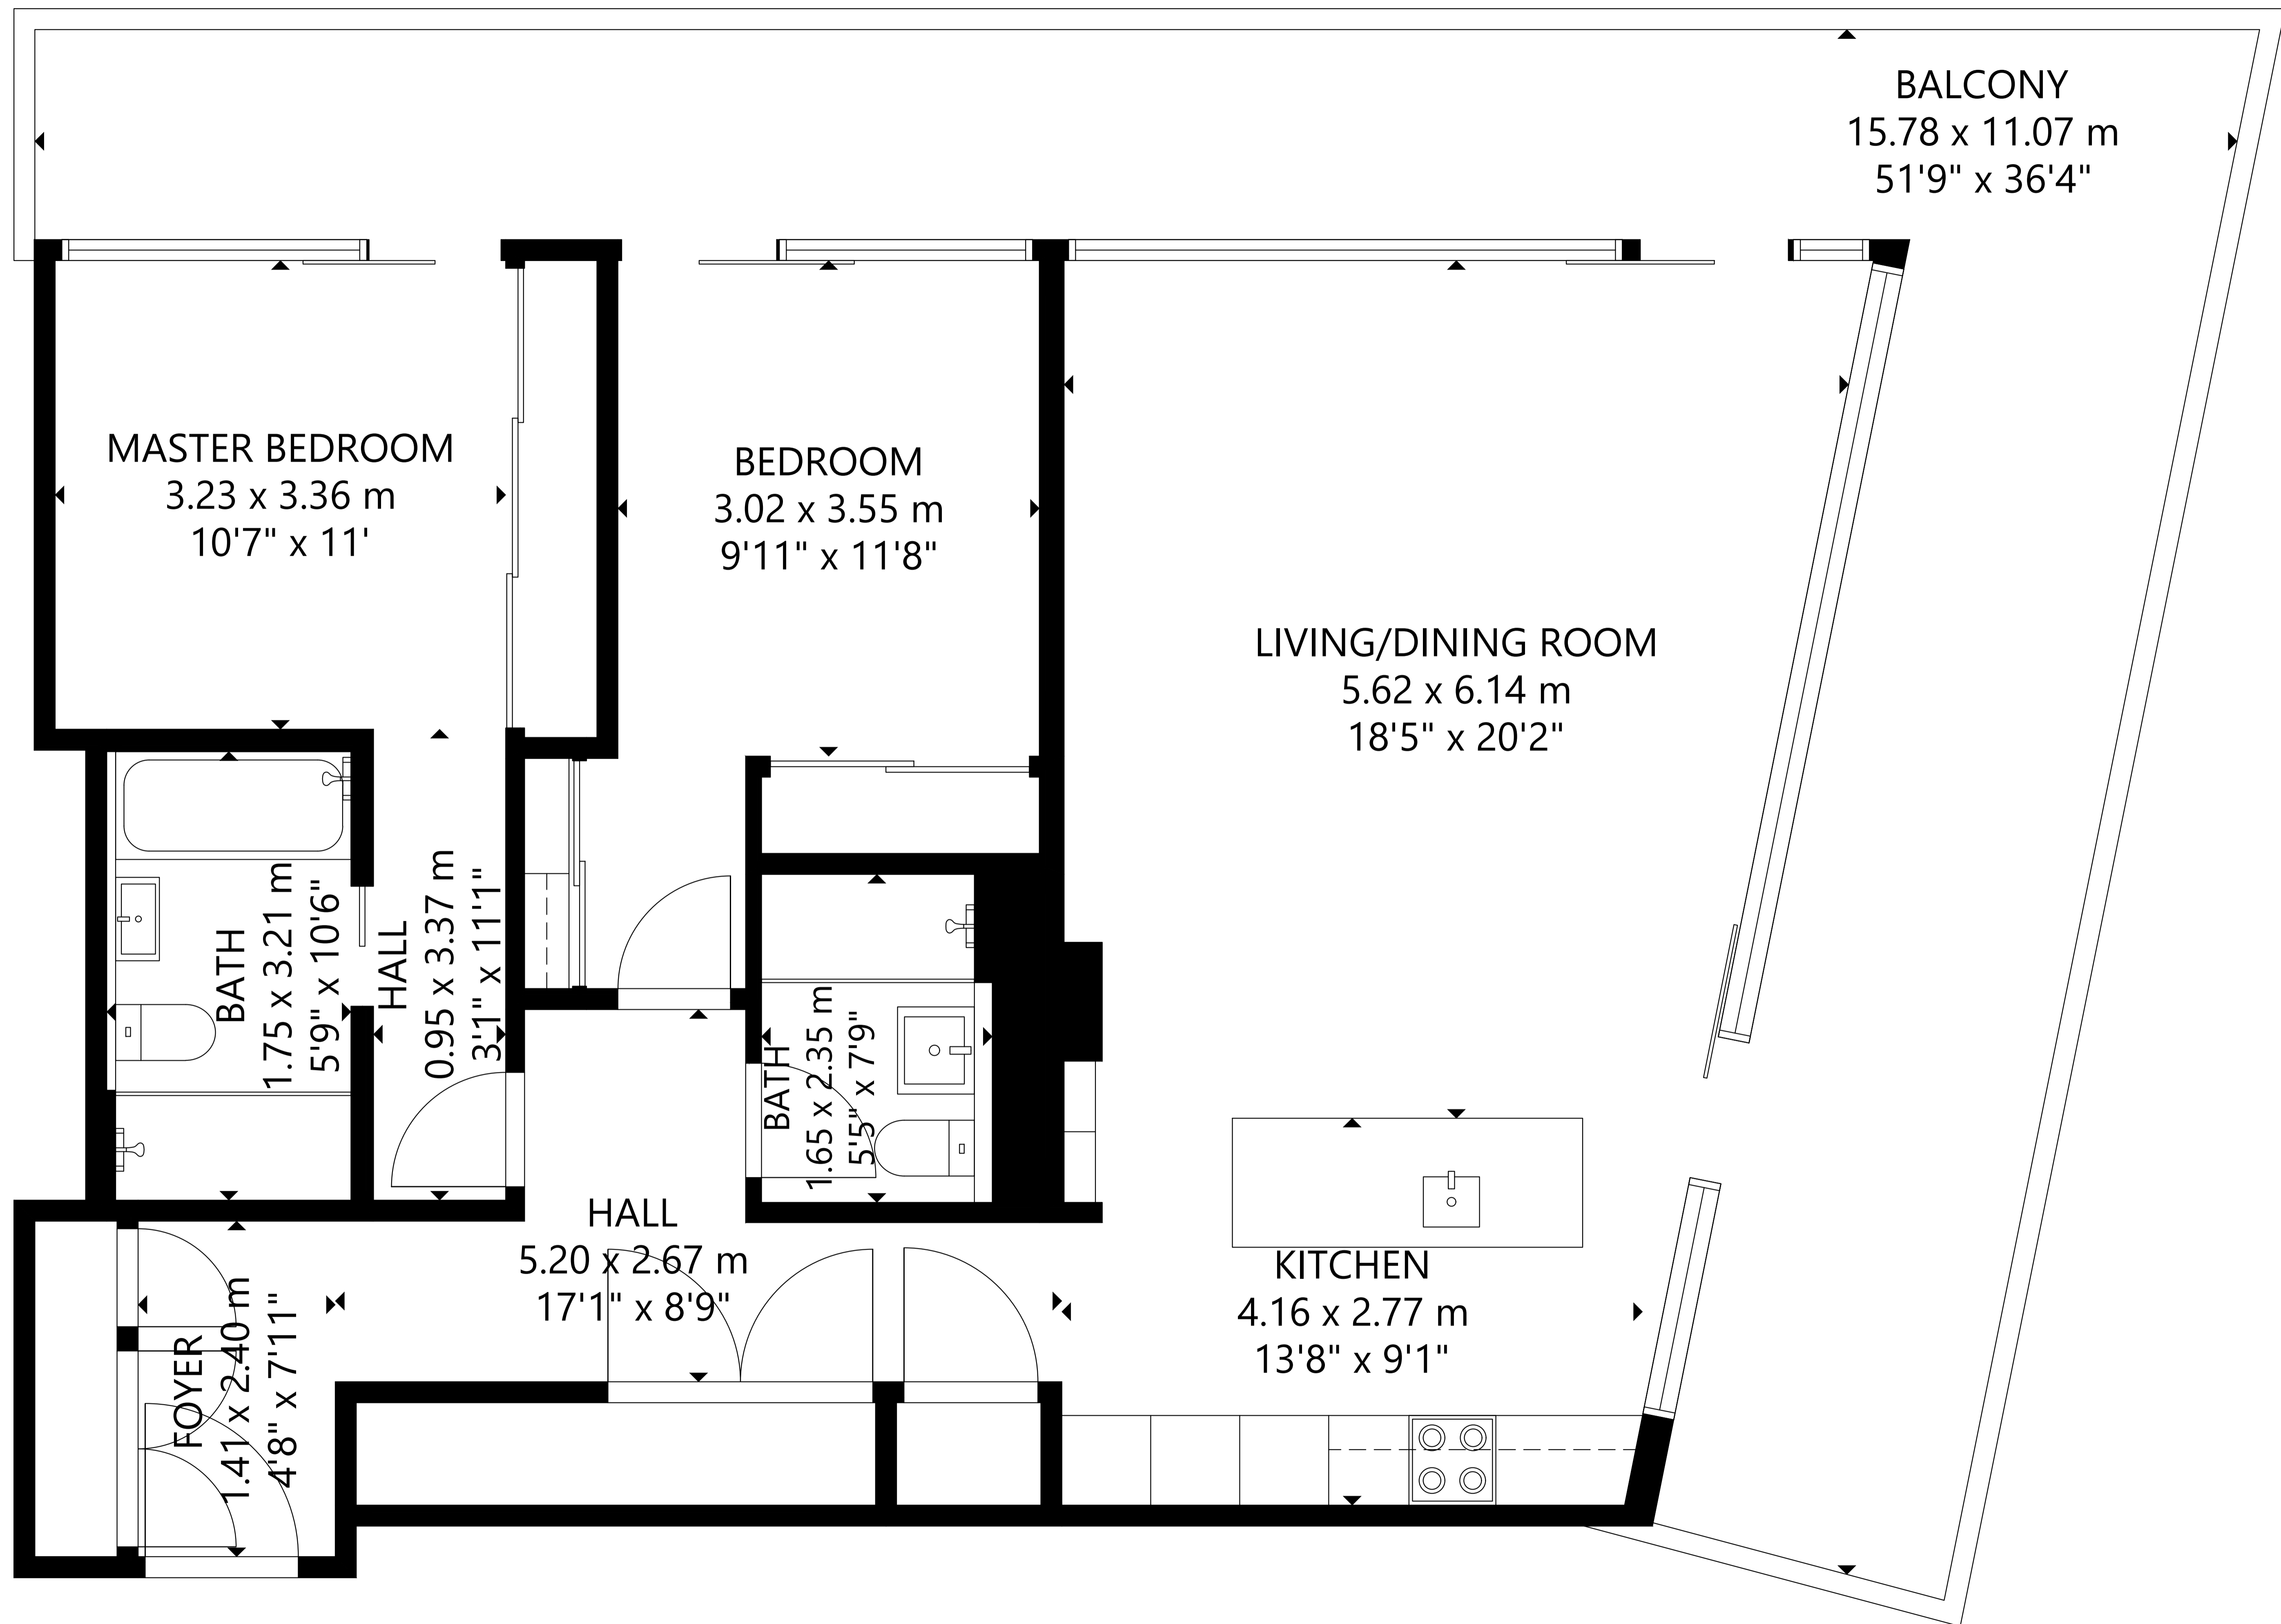 BALCONY
15.78 x 11.07 m
51'9" x 36'4"
MASTER BEDROOM
3.23 x 3.36 m
10'7" x 11'
BEDROOM
3.02 x 3.55 m
9'11" x 11'8"
LIVING/DINING ROOM
5.62 x 6.14 m
18'5" x 20'2"
BATH
1.75 x 3.21 m
5'9" x 10'6"
HALL
0.95 x 3.37 m
3'1" x 11'1"
BATH
1.65 x 2.35 m
5'5" x 7'9"
HALL
5.20 x 2.67 m
17'1" x 8'9"
KITCHEN
4.16 x 2.77 m
13'8" x 9'1"
FOYER
1.41 x 2.40 m
4'8" x 7'11"